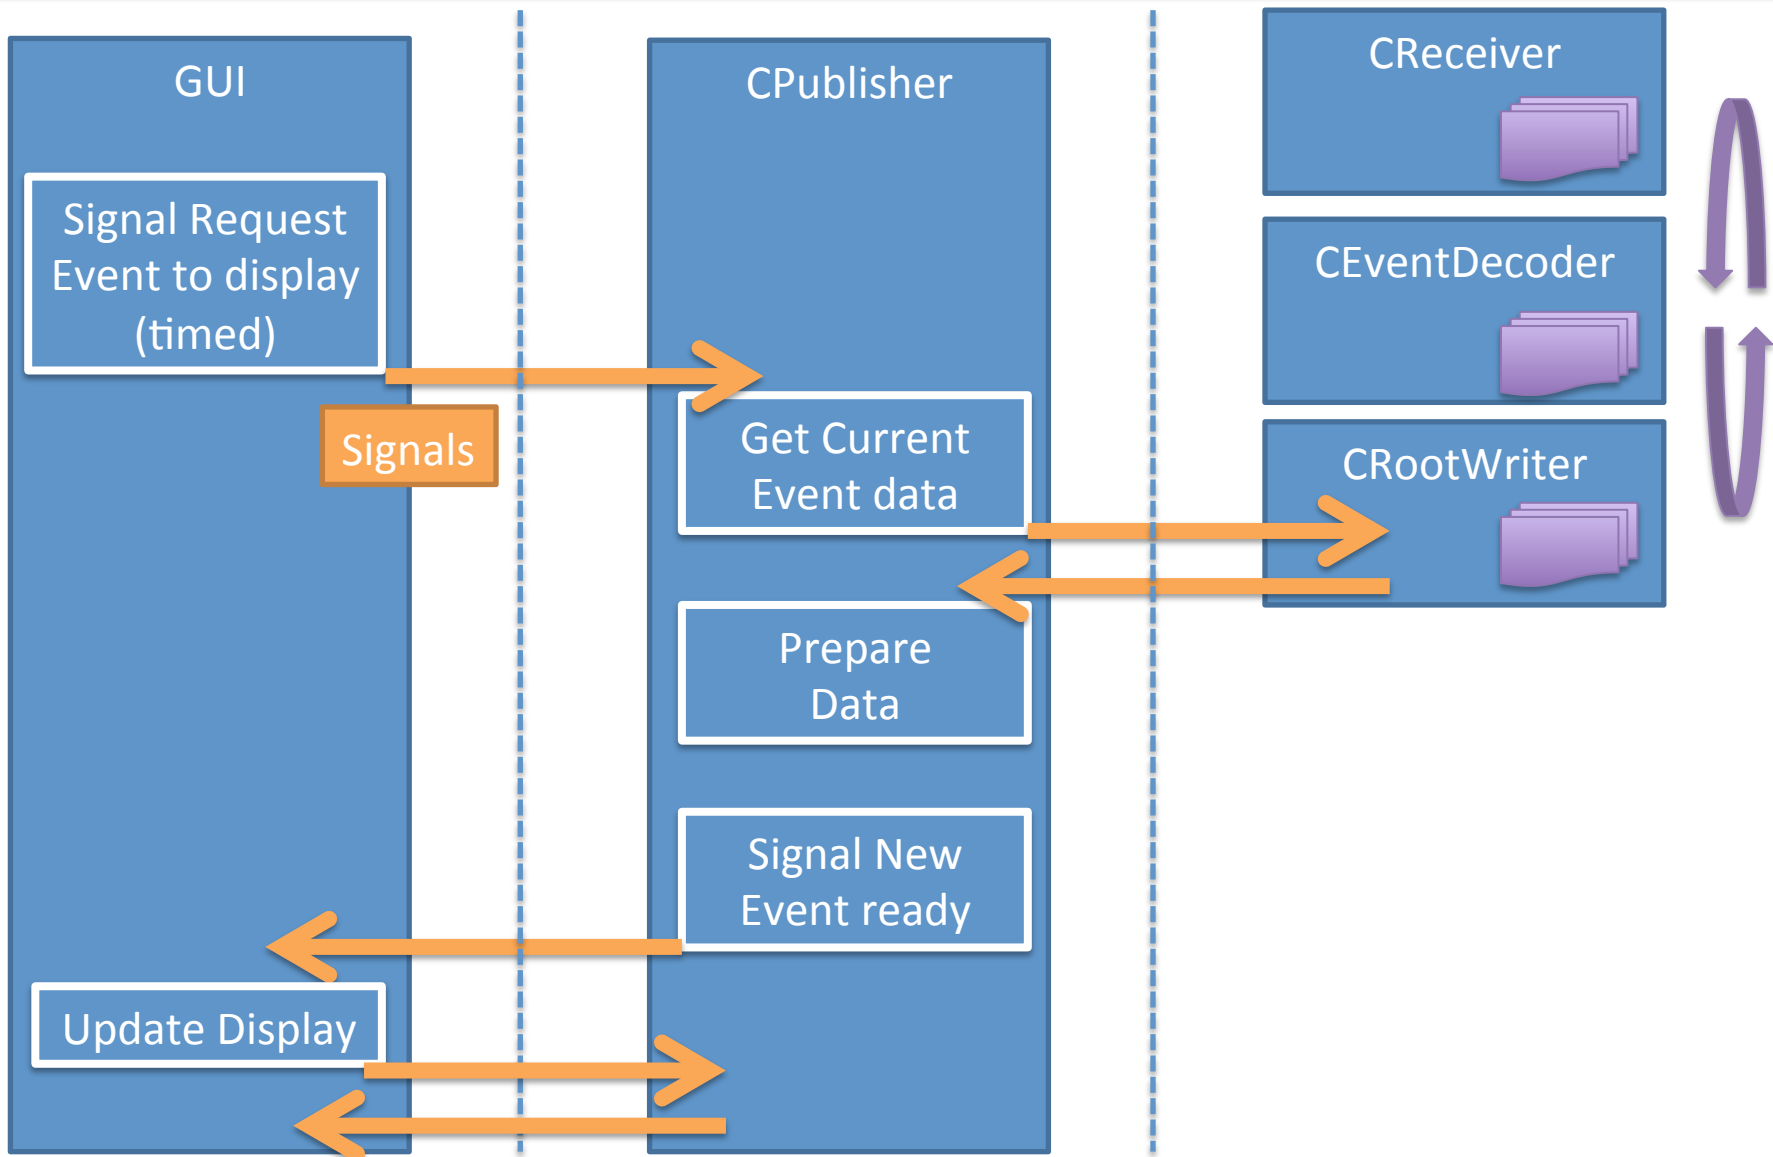 GUI
Signal Request
Event to display
(timed)
Signals
Update Display
CPublisher
Get Current
Event data
Prepare
Data
Signal New
Event ready
CReceiver
CEventDecoder
CRootWriter